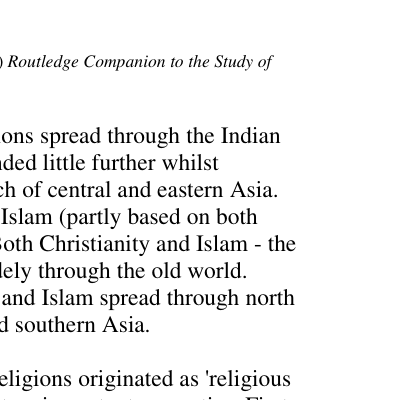 ) Routledge Companion to the Study of
ions spread through the Indian
ded little further whilst
ch of central and eastern Asia.
Islam (partly based on both
Both Christianity and Islam - the
dely through the old world.
and Islam spread through north
d southern Asia.
eligions originated as 'religious